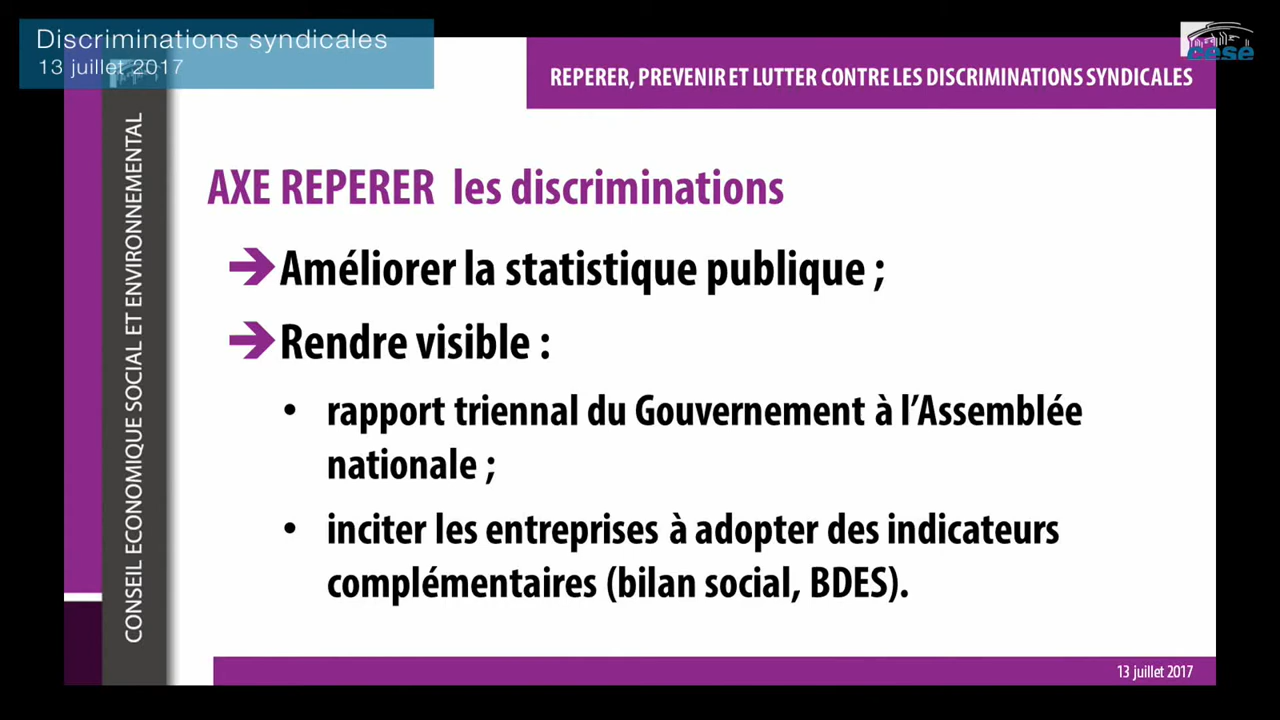 Discriminations syndicales
13 juillet 2017
cese
REPERER, PREVENIR ET LUTTER CONTRE LES DISCRIMINATIONS SYNDICALES
CONSEIL ECONOMIQUE SOCIAL ET ENVIRONNEMENTAL
AXE REPERER les discriminations
➔ Améliorer la statistique publique ;
➔ Rendre visible :
• rapport triennal du Gouvernement à l’Assemblée
nationale ;
• inciter les entreprises à adopter des indicateurs
complémentaires (bilan social, BDES).
13 juillet 2017